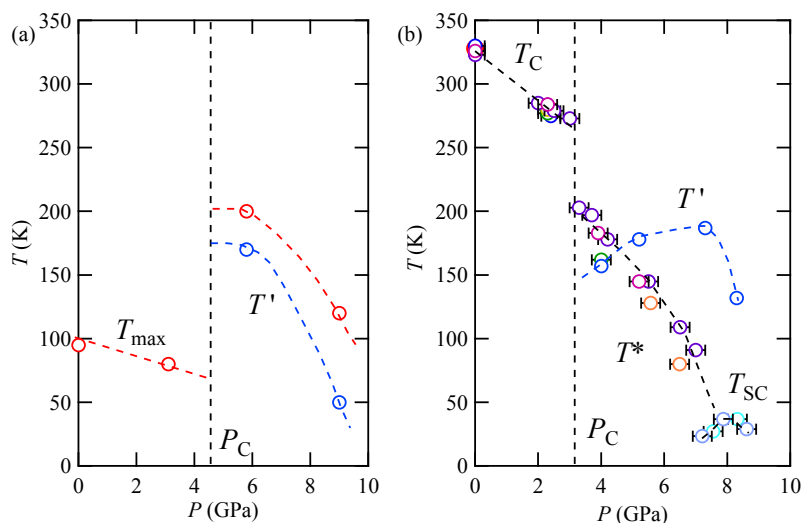 (a)
350
300
250
200
150
100
50
0
T (K)
T_max
T '
P_C
0 2 4 6 8 10
P (GPa)
(b)
350
300
250
200
150
100
50
0
T (K)
T_C
T '
T*
T_SC
P_C
0 2 4 6 8 10
P (GPa)